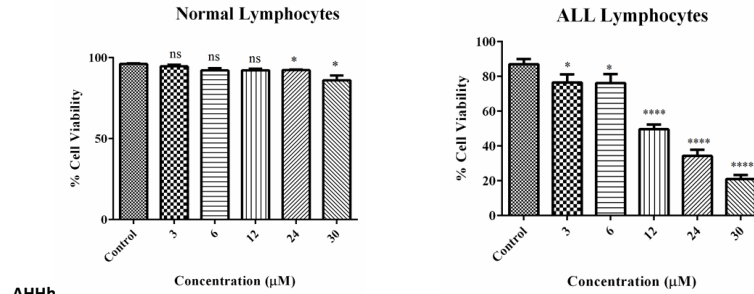 Normal Lymphocytes
ns
ns
ns
*
*
100
50
0
% Cell Viability
Control
3
6
12
24
30
Concentration (µM)
ALL Lymphocytes
*
*
****
****
****
100
80
60
40
20
0
% Cell Viability
Control
3
6
12
24
30
Concentration (µM)